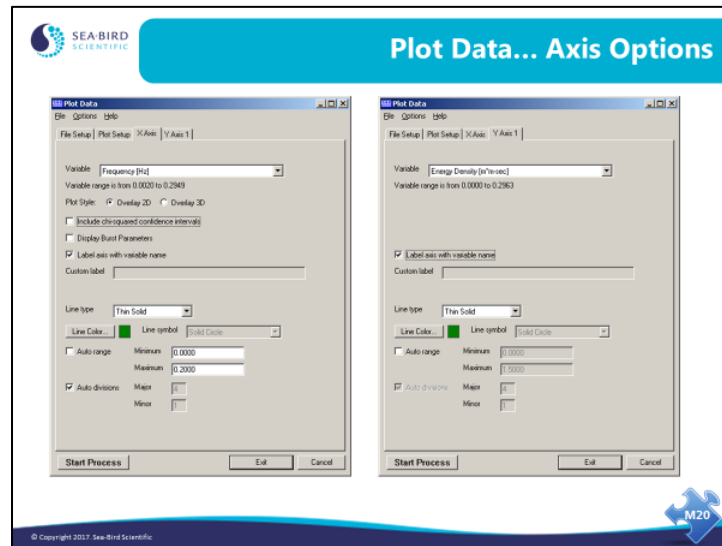 SEA·BIRD
SCIENTIFIC
Plot Data... Axis Options
Plot Data
File Options Help
File Setup Plot Setup X Axis Y Axis 1
Variable Frequency [Hz]
Variable range is from 0.0020 to 0.2949
Plot Style: Overlay 2D Overlay 3D
Include chi-squared confidence intervals
Display Burst Parameters
Label axis with variable name
Custom label
Line type Thin Solid
Line Color... Line symbol Solid Circle
Auto range Minimum 0.0000
Maximum 0.2000
Auto divisions Major 4
Minor 1
Start Process Exit Cancel
Plot Data
File Options Help
File Setup Plot Setup X Axis Y Axis 1
Variable Energy Density [m^m-sec]
Variable range is from 0.0000 to 0.2963
Label axis with variable name
Custom label
Line type Thin Solid
Line Color... Line symbol Solid Circle
Auto range Minimum 0.0000
Maximum 1.5000
Auto divisions Major 4
Minor 1
Start Process Exit Cancel
M20
© Copyright 2017. Sea-Bird Scientific